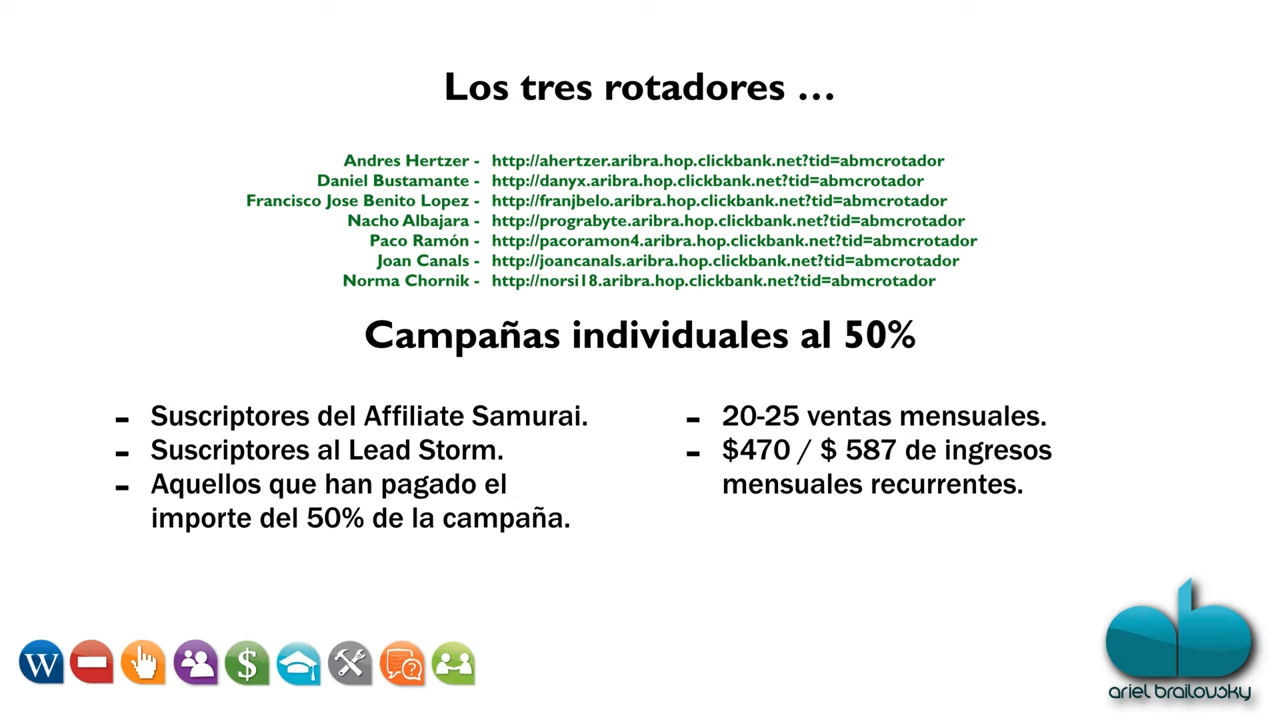 Los tres rotadores ...
Andres Hertzer - http://ahertzer.aribra.hop.clickbank.net?tid=abmcrotador
Daniel Bustamante - http://danyx.aribra.hop.clickbank.net?tid=abmcrotador
Francisco Jose Benito Lopez - http://franjbelo.aribra.hop.clickbank.net?tid=abmcrotador
Nacho Albajara - http://prograbyte.aribra.hop.clickbank.net?tid=abmcrotador
Paco Ramón - http://pacoramon4.aribra.hop.clickbank.net?tid=abmcrotador
Joan Canals - http://joancanals.aribra.hop.clickbank.net?tid=abmcrotador
Norma Chornik - http://norsi18.aribra.hop.clickbank.net?tid=abmcrotador
Campañas individuales al 50%
- Suscriptores del Affiliate Samurai.
- Suscriptores al Lead Storm.
- Aquellos que han pagado el
importe del 50% de la campaña.
- 20-25 ventas mensuales.
- $470 / $ 587 de ingresos
mensuales recurrentes.
W
$
?
ab
ariel brailovsky